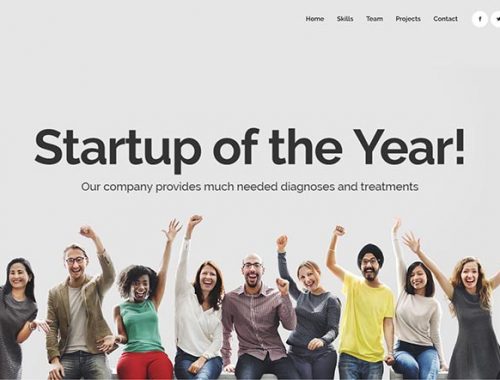 Home Skills Team Projects Contact f
Startup of the Year!
Our company provides much needed diagnoses and treatments